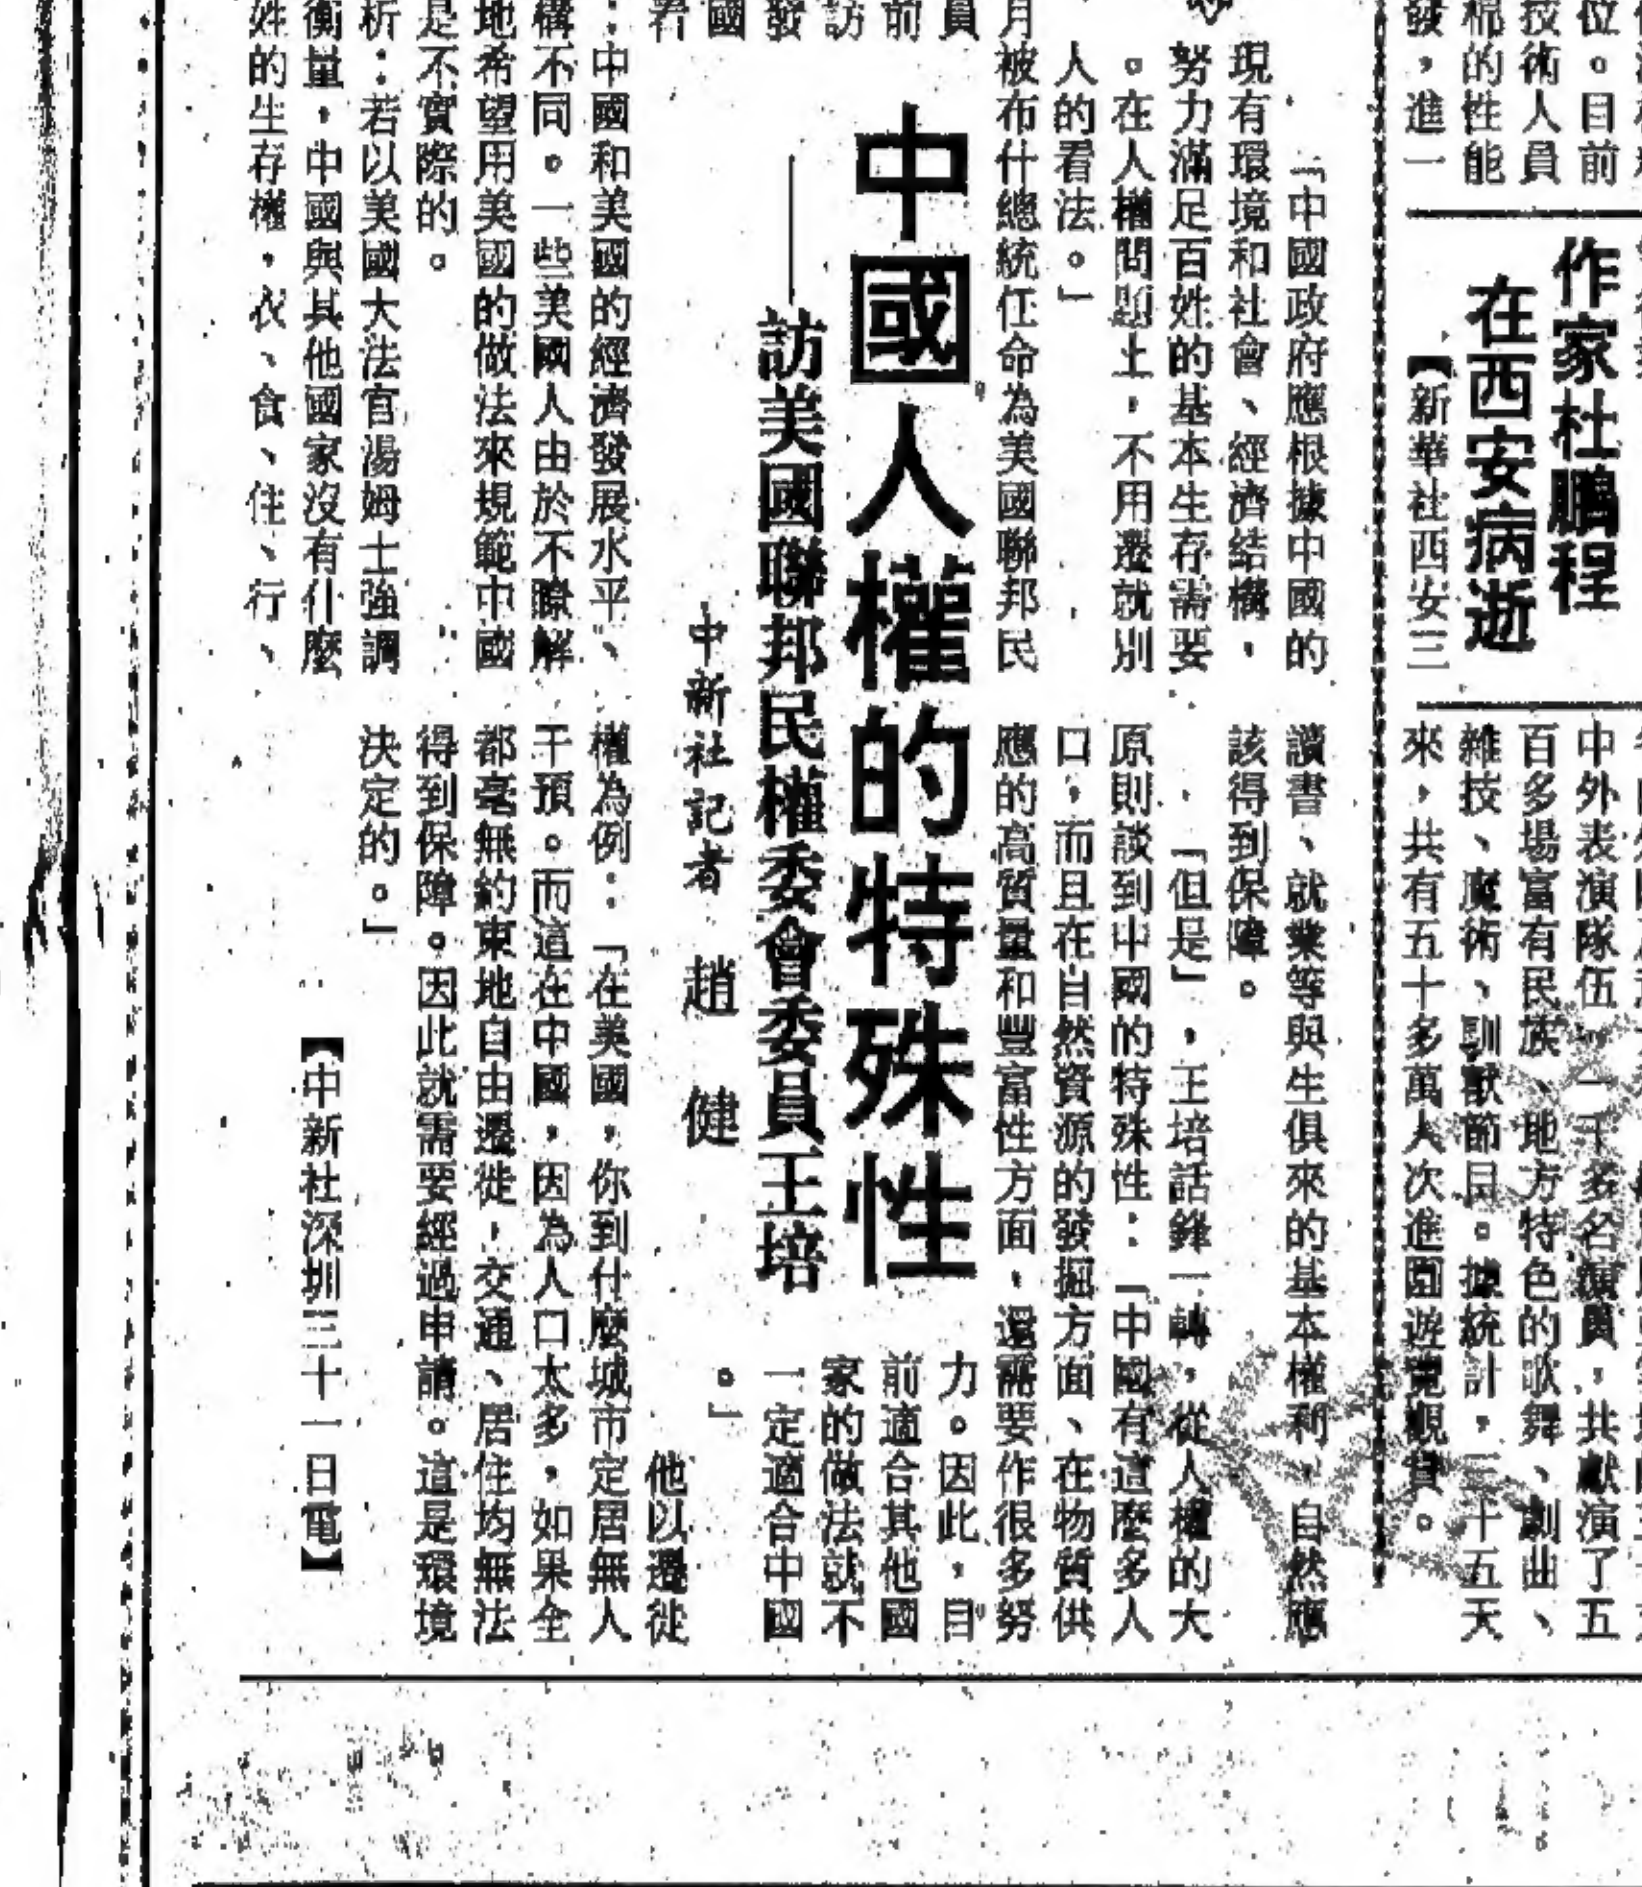 位。目前
技術人員
棉的性能
發，進一
作家杜鵬程
在西安病逝
【新華社西安三
中外表演隊伍，一千多名演員，共獻演了五
百多場富有民族、地方特色的歌舞、劇曲、
雜技、魔術、馴獸節目。據統計，三十五天
來，共有五十多萬人次進園遊覽觀賞。
中國人權的特殊性
——訪美國聯邦民權委員會委員王培
中新社記者 趙健
「中國政府應根據中國的
現有環境和社會、經濟結構，
努力滿足百姓的基本生存需要
。在人權問題上，不用遷就別
人的看法。」
月被布什總統任命為美國聯邦民
員
前
訪
發
國
看
：中國和美國的經濟發展水平、
構不同。一些美國人由於不瞭解
地希望用美國的做法來規範中國
是不實際的。
析：若以美國大法官湯姆士強調
衡量，中國與其他國家沒有什麼
姓的生存權，衣、食、住、行、
讀書、就業等與生俱來的基本權利，自然應
該得到保障。
「但是」，王培話鋒一轉，從人權的大
原則談到中國的特殊性：「中國有這麼多人
口，而且在自然資源的發掘方面、在物質供
應的高質量和豐富性方面，還需要作很多努
力。因此，目
前適合其他國
家的做法就不
一定適合中國
。」
他以遷徙
權為例：「在美國，你到什麼城市定居無人
干預。而這在中國，因為人口太多，如果全
都毫無約束地自由遷徙，交通、居住均無法
得到保障。因此就需要經過申請。這是環境
決定的。」
【中新社深圳三十一日電】